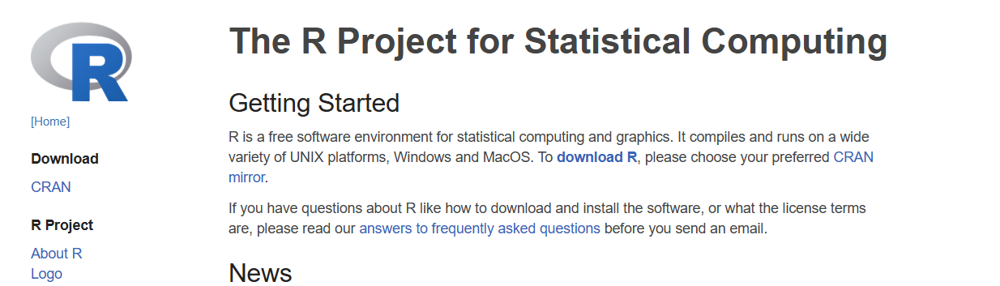 R
[Home]
Download
CRAN
R Project
About R
Logo
The R Project for Statistical Computing
Getting Started
R is a free software environment for statistical computing and graphics. It compiles and runs on a wide
variety of UNIX platforms, Windows and MacOS. To download R, please choose your preferred CRAN
mirror.
If you have questions about R like how to download and install the software, or what the license terms
are, please read our answers to frequently asked questions before you send an email.
News